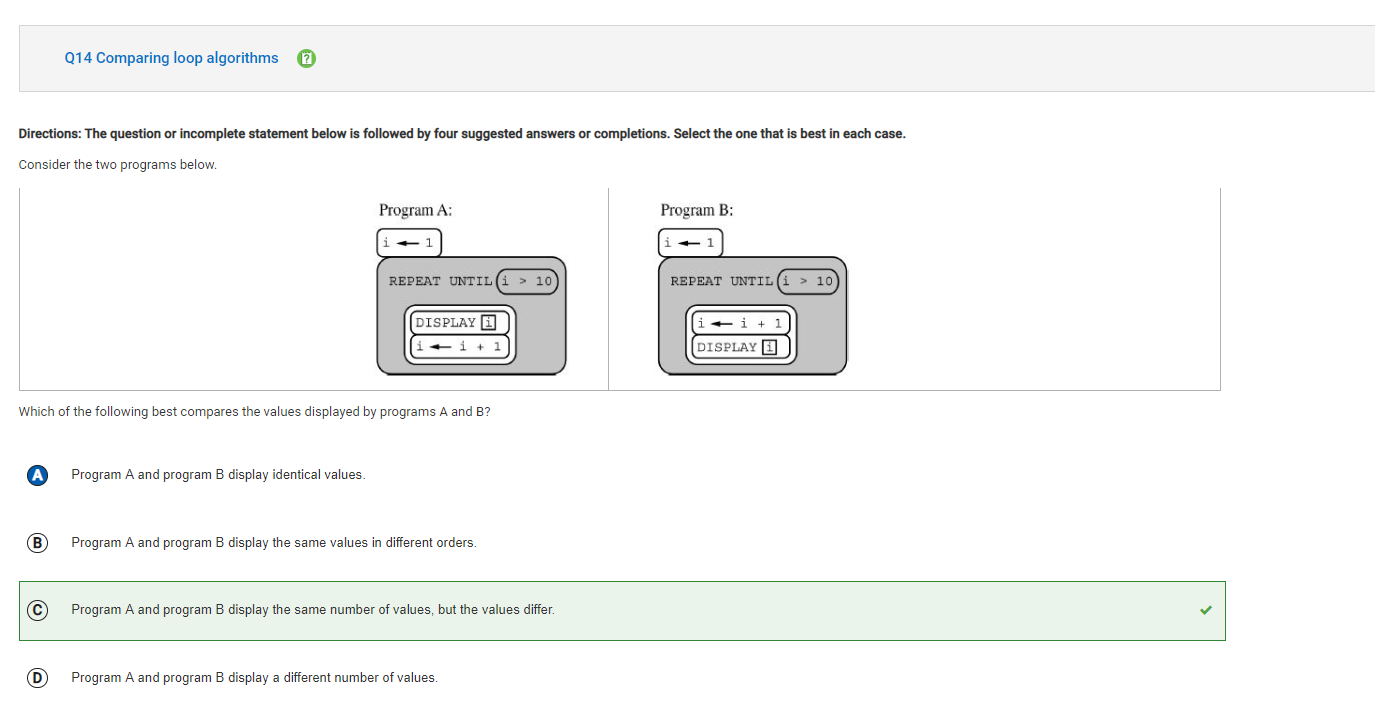 Q14 Comparing loop algorithms
Directions: The question or incomplete statement below is followed by four suggested answers or completions. Select the one that is best in each case.
Consider the two programs below.
Program A:
i ← 1
REPEAT UNTIL i > 10
DISPLAY i
i ← i + 1
Program B:
i ← 1
REPEAT UNTIL i > 10
i ← i + 1
DISPLAY i
Which of the following best compares the values displayed by programs A and B?
A Program A and program B display identical values.
B Program A and program B display the same values in different orders.
C Program A and program B display the same number of values, but the values differ.
D Program A and program B display a different number of values.